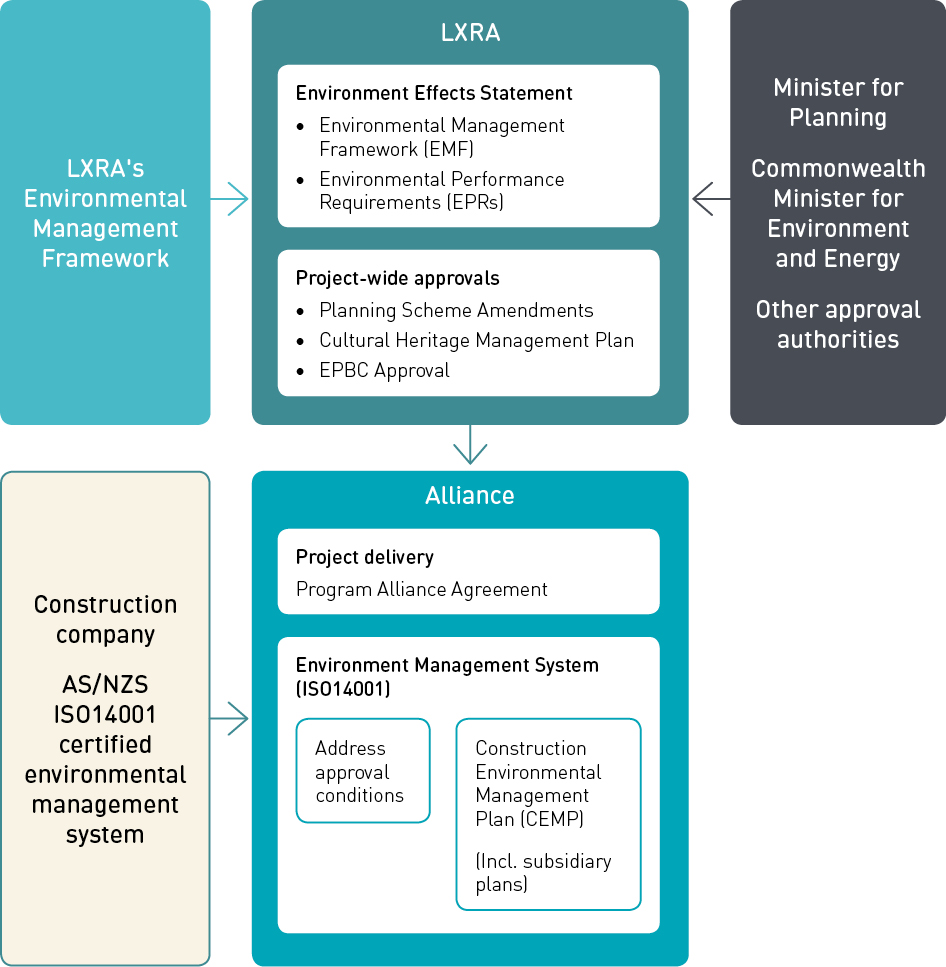 LXRA's
Environmental
Management
Framework
LXRA
Environment Effects Statement
• Environmental Management
Framework (EMF)
• Environmental Performance
Requirements (EPRs)
Project-wide approvals
• Planning Scheme Amendments
• Cultural Heritage Management Plan
• EPBC Approval
Minister for
Planning
Commonwealth
Minister for
Environment
and Energy
Other approval
authorities
Construction
company
AS/NZS
ISO14001
certified
environmental
management
system
Alliance
Project delivery
Program Alliance Agreement
Environment Management System
(ISO14001)
Address
approval
conditions
Construction
Environmental
Management
Plan (CEMP)
(Incl. subsidiary
plans)